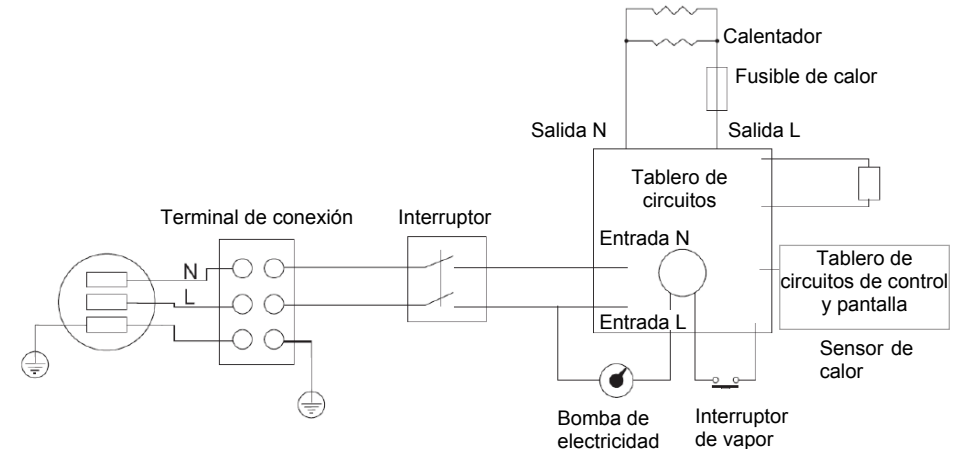 Calentador
Fusible de calor
Salida N
Salida L
Tablero de
circuitos
Terminal de conexión
Interruptor
Entrada N
N
L
Tablero de
circuitos de control
y pantalla
Entrada L
Sensor de
calor
Bomba de
electricidad
Interruptor
de vapor